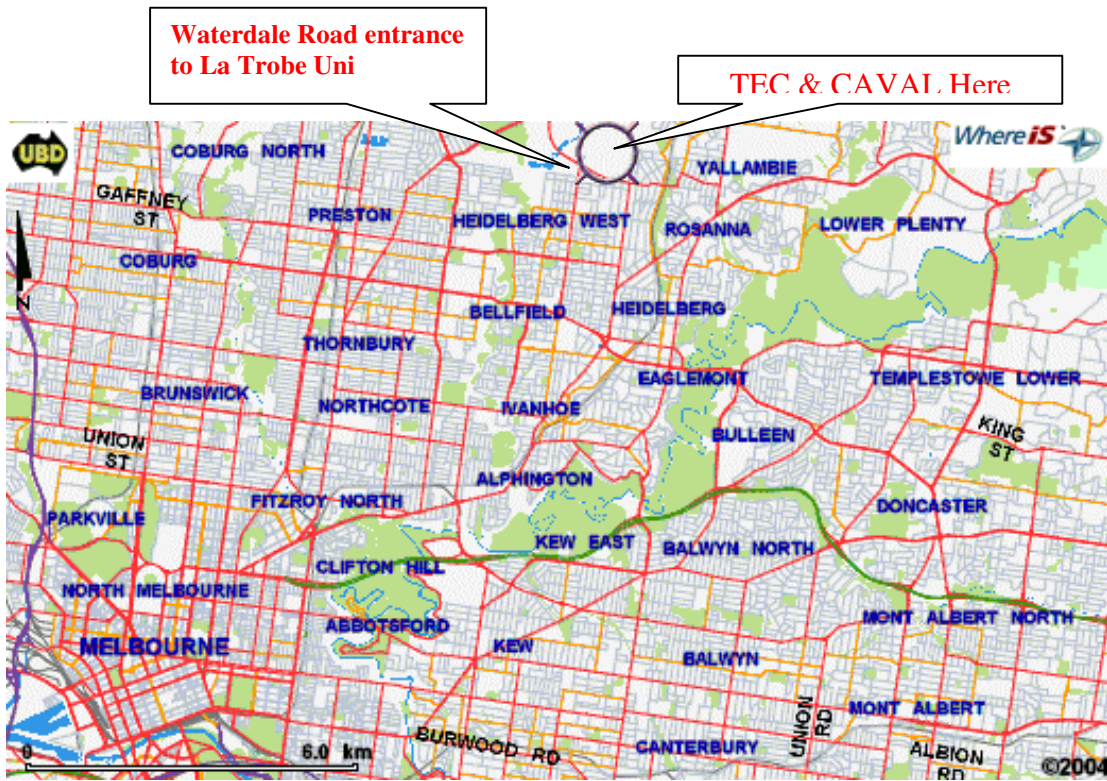 Waterdale Road entrance
to La Trobe Uni
TEC & CAVAL Here
UBD
Where iS
COBURG NORTH
YALLAMBIE
GAFFNEY
ST
PRESTON
HEIDELBERG WEST
ROSANNA
LOWER PLENTY
COBURG
N
BELLFIELD
HEIDELBERG
THORNBURY
BRUNSWICK
NORTHCOTE
IVANHOE
EAGLEMONT
TEMPLESTOWE LOWER
UNION
ST
BULLEEN
KING
ST
ALPHINGTON
FITZROY NORTH
PARKVILLE
DONCASTER
KEW EAST
BALWYN NORTH
CLIFTON HILL
NORTH MELBOURNE
ABBOTSFORD
MONT ALBERT NORTH
MELBOURNE
KEW
BALWYN
UNION
RD
MONT ALBERT
0 6.0 km
BURWOOD RD
CANTERBURY
ALBION
RD
©2004